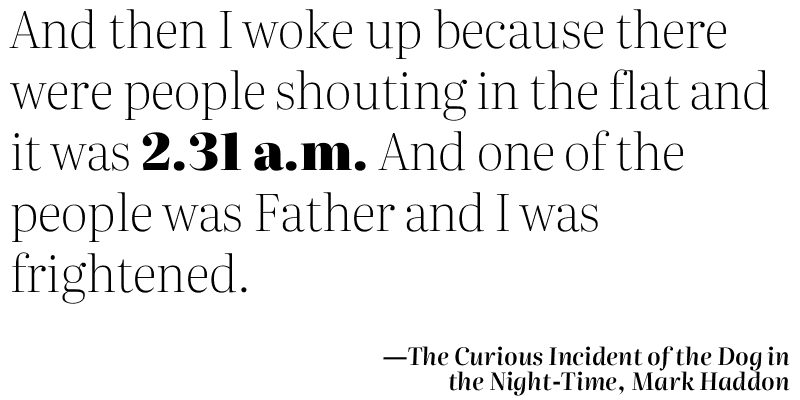 And then I woke up because there
were people shouting in the flat and
it was 2.31 a.m. And one of the
people was Father and I was
frightened.
—The Curious Incident of the Dog in
the Night-Time, Mark Haddon